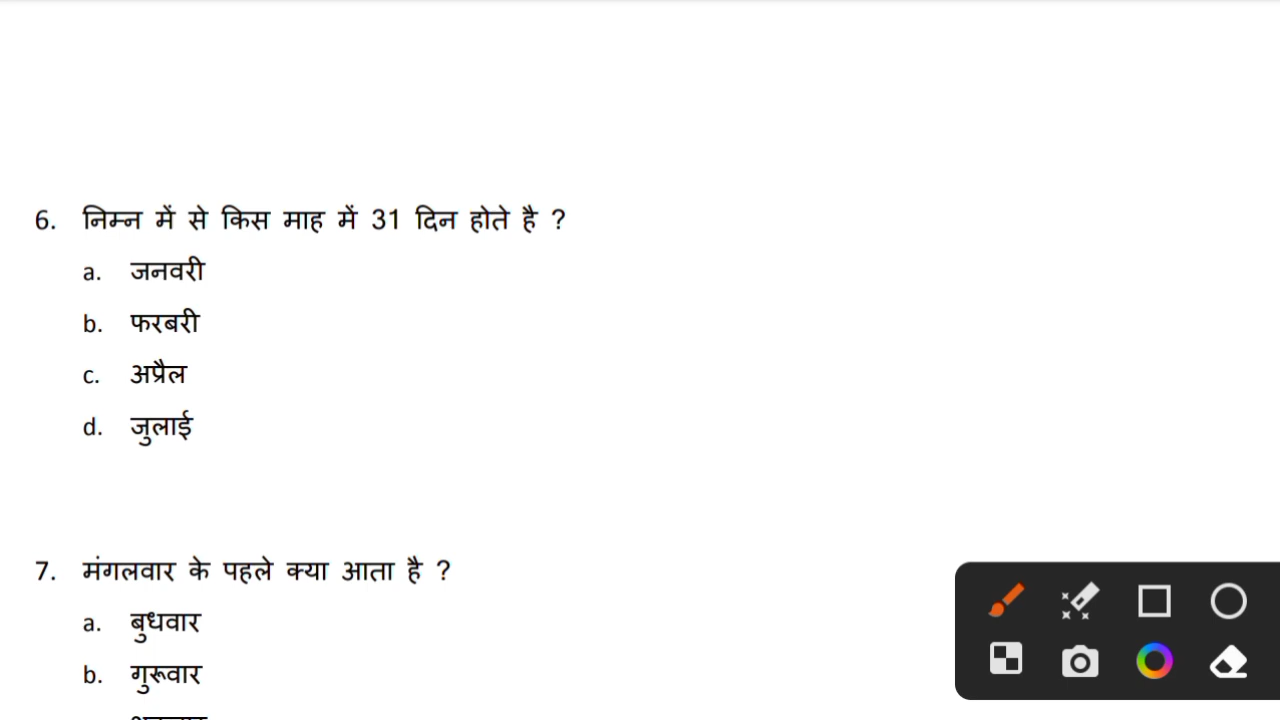 6. निम्न में से किस माह में 31 दिन होते है ?
a. जनवरी
b. फरबरी
c. अप्रैल
d. जुलाई
7. मंगलवार के पहले क्या आता है ?
a. बुधवार
b. गुरूवार